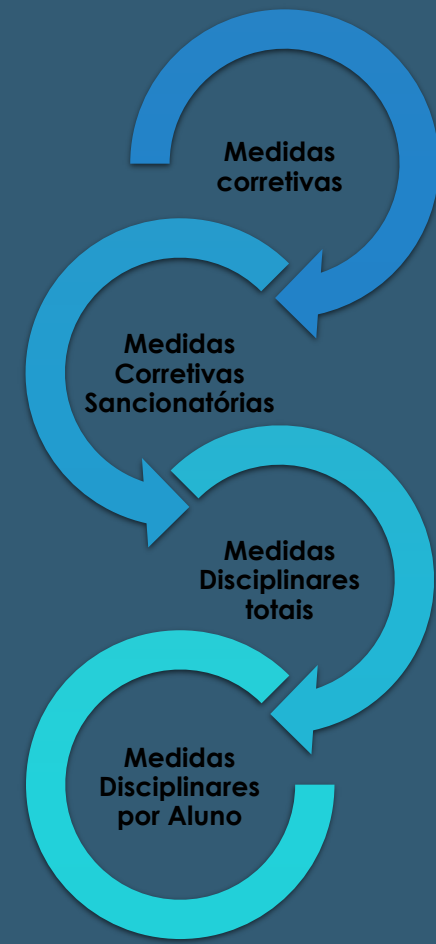 Medidas
corretivas
Medidas
Corretivas
Sancionatórias
Medidas
Disciplinares
totais
Medidas
Disciplinares
por Aluno